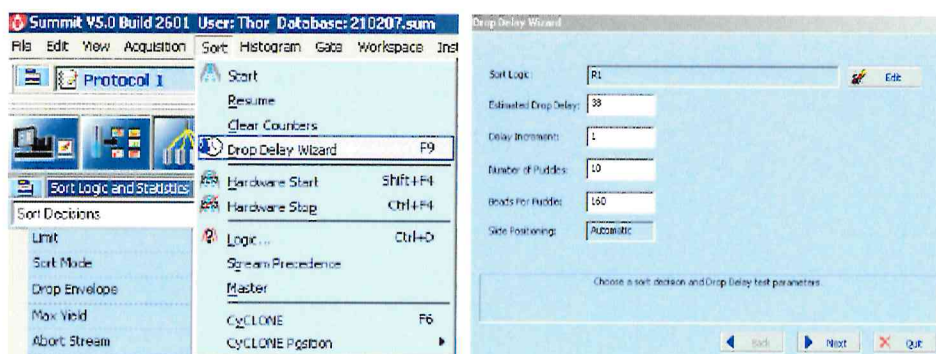 Summit V5.0 Build 2601 User: Thor Database: 210207.sum
File Edit View Acquisition Sort Histogram Gate Workspace Inst
Protocol 1
Start
Resume
Clear Counters
Drop Delay Wizard F9
Hardware Start Shift+F4
Hardware Stop Ctrl+F4
Logic... Ctrl+D
Stream Precedence
Master
CyCLONE F6
CyCLONE Position
Sort Logic and Statistics
Sort Decisions
Limit
Sort Mode
Drop Envelope
Max Yield
Abort Stream
Drop Delay Wizard
Sort Logic: R1 Edit
Estimated Drop Delay: 38
Delay Increment: 1
Number of Puddles: 10
Beads Per Puddle: 160
Slide Positioning: Automatic
Choose a sort decision and Drop Delay test parameters.
Back Next Quit